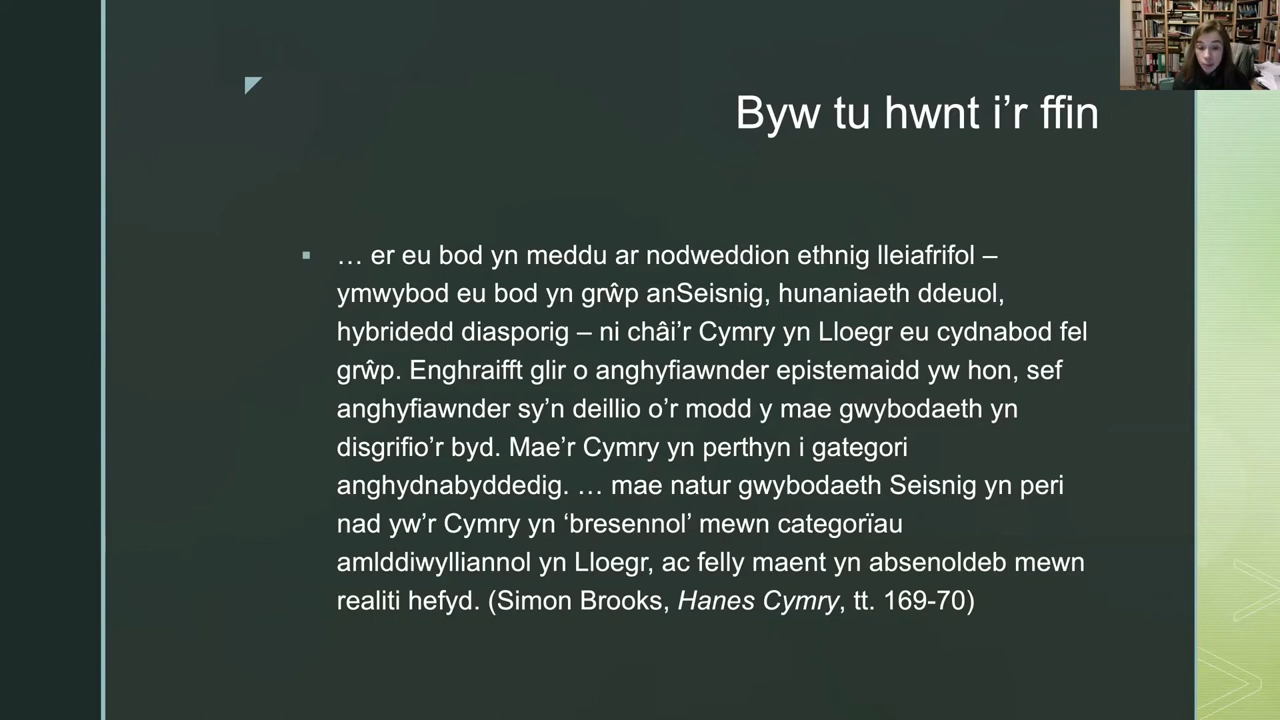 Byw tu hwnt i’r ffin
▪ … er eu bod yn meddu ar nodweddion ethnig lleiafrifol –
ymwybod eu bod yn grŵp anSeisnig, hunaniaeth ddeuol,
hybridedd diasporig – ni châi’r Cymry yn Lloegr eu cydnabod fel
grŵp. Enghraifft glir o anghyfiawnder epistemaidd yw hon, sef
anghyfiawnder sy’n deillio o’r modd y mae gwybodaeth yn
disgrifio’r byd. Mae’r Cymry yn perthyn i gategori
anghydnabyddedig. … mae natur gwybodaeth Seisnig yn peri
nad yw’r Cymry yn ‘bresennol’ mewn categorïau
amlddiwylliannol yn Lloegr, ac felly maent yn absenoldeb mewn
realiti hefyd. (Simon Brooks, Hanes Cymry, tt. 169-70)